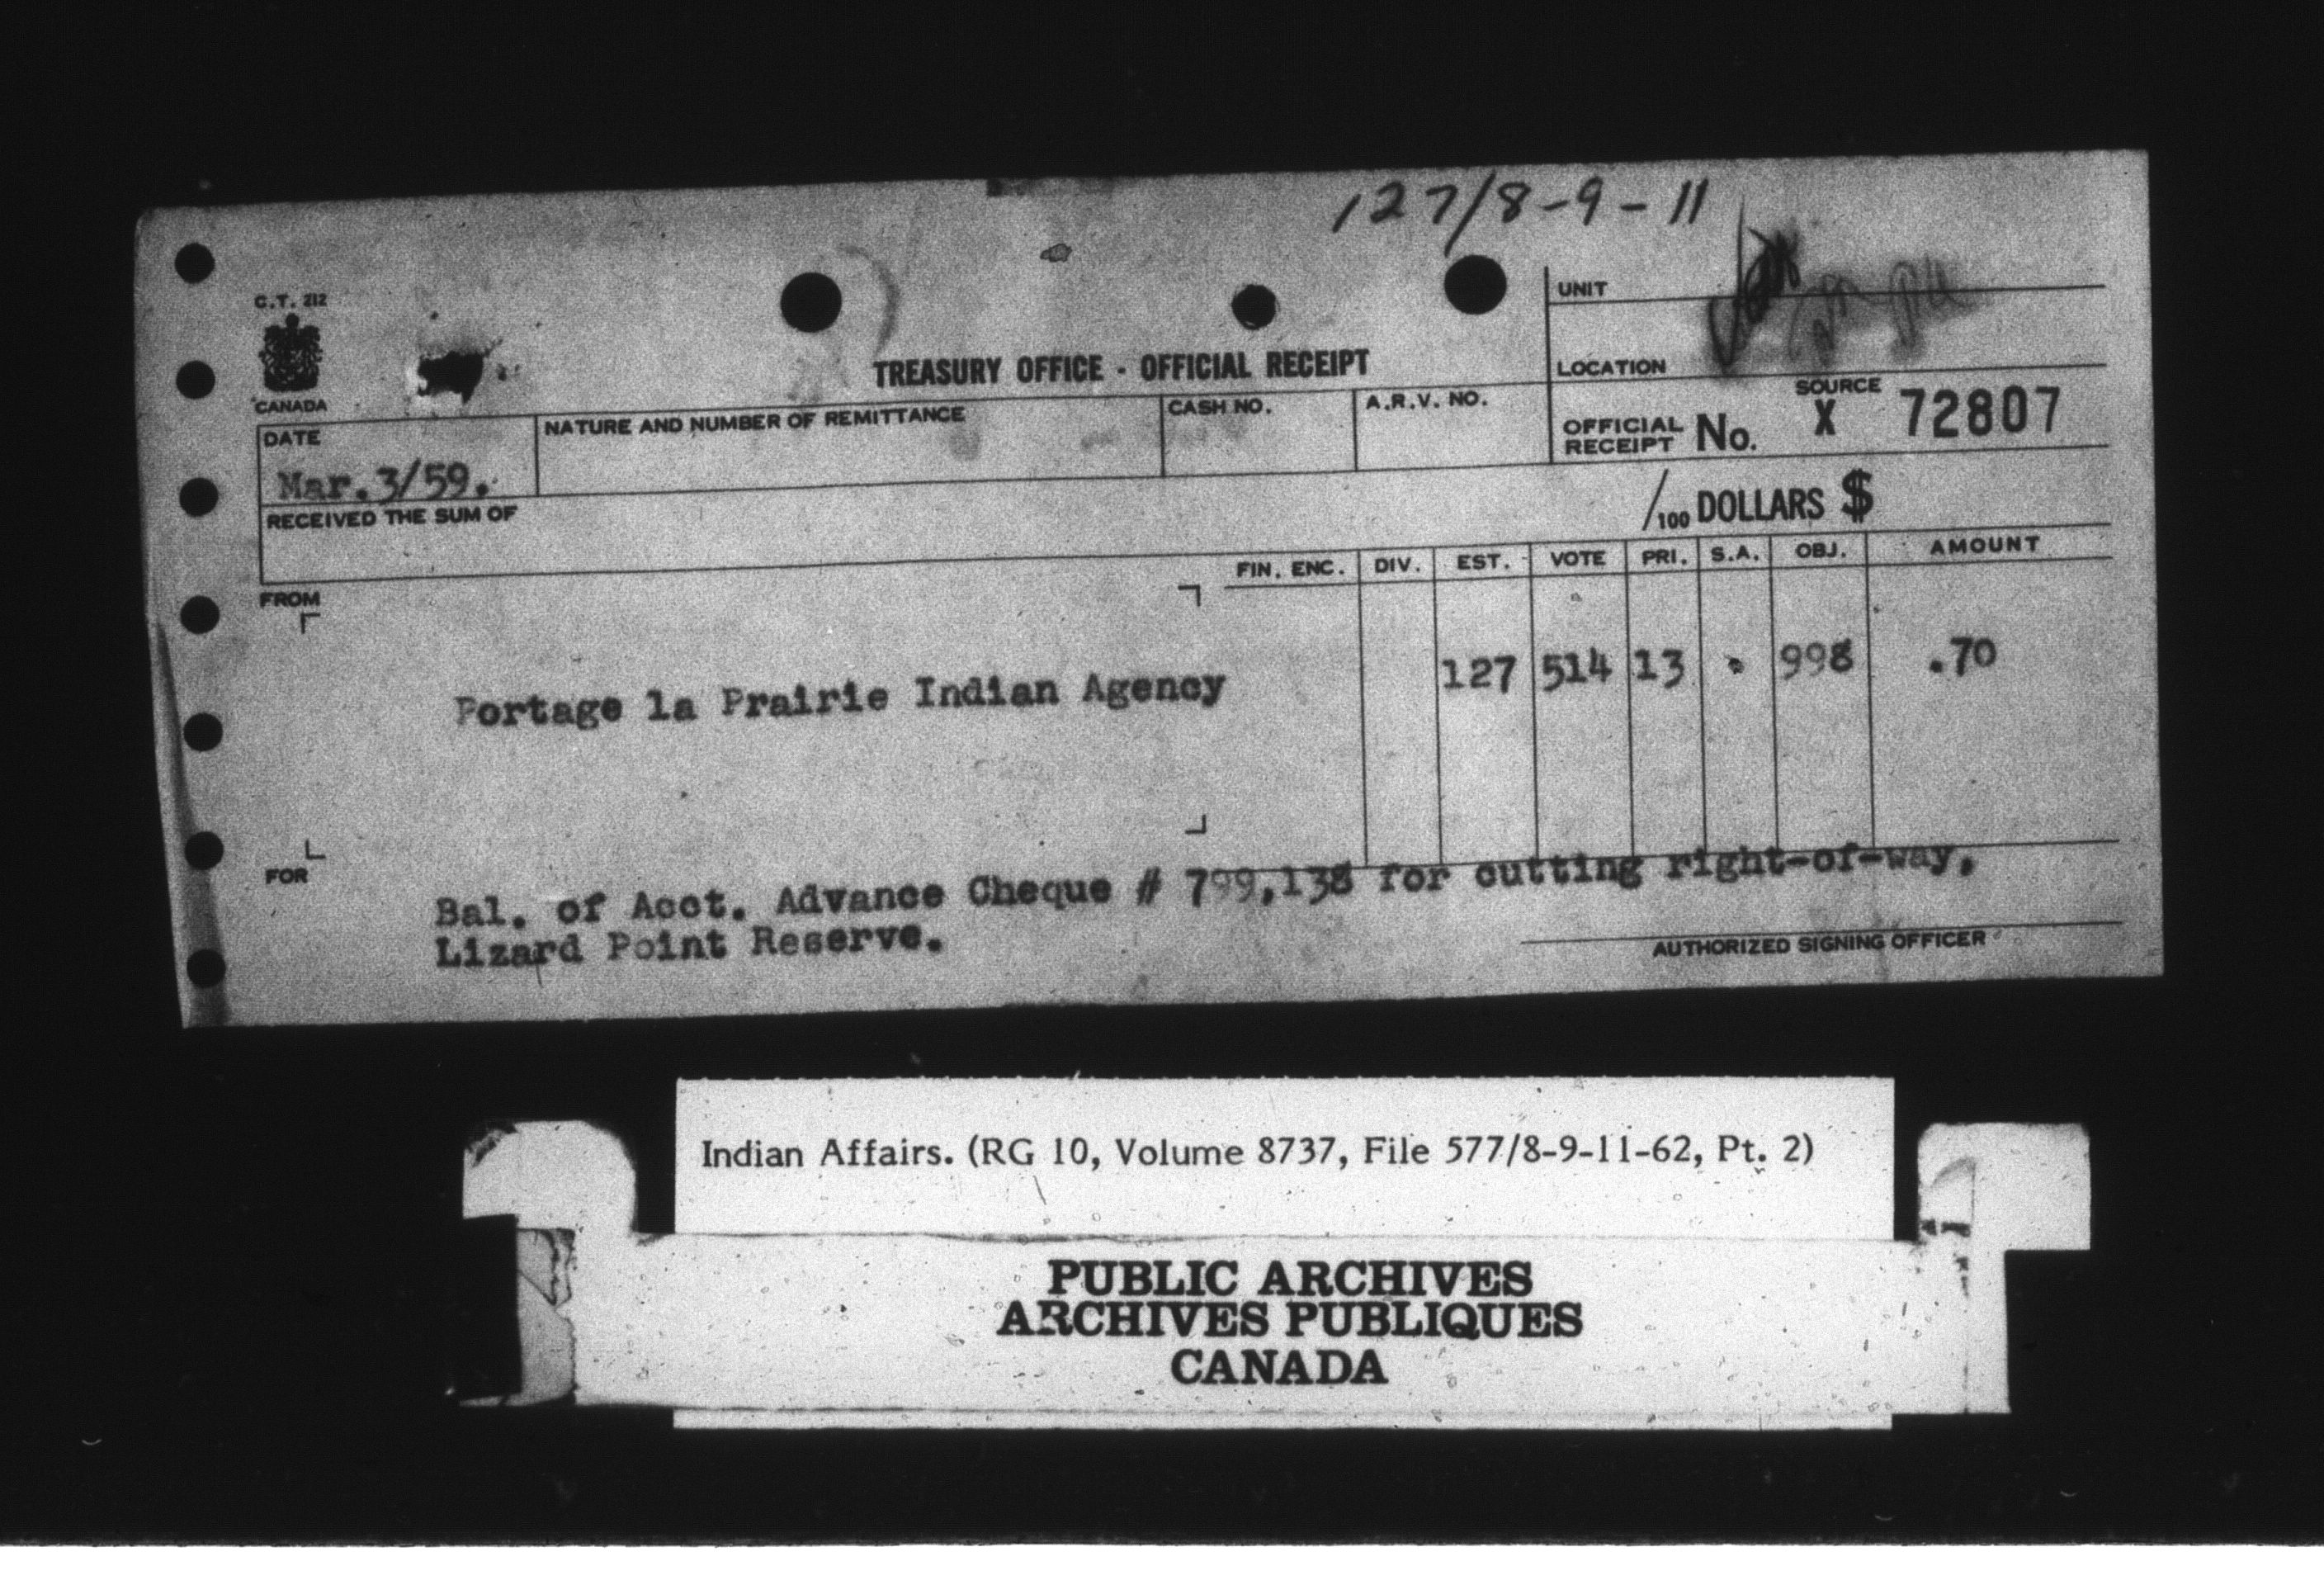 127/8-9-11
C.T. 212
CANADA
TREASURY OFFICE - OFFICIAL RECEIPT
UNIT
LOCATION
DATE
NATURE AND NUMBER OF REMITTANCE
CASH NO.
A.R.V. NO.
OFFICIAL RECEIPT No.
SOURCE
X 72807
Mar.3/59.
RECEIVED THE SUM OF
/100 DOLLARS $
FROM
FIN. ENC. DIV. EST. VOTE PRI. S.A. OBJ. AMOUNT
Portage la Prairie Indian Agency
127 514 13 . 998 .70
FOR
Bal. of Acct. Advance Cheque # 799,138 for cutting right-of-way,
Lizard Point Reserve.
AUTHORIZED SIGNING OFFICER
Indian Affairs. (RG 10, Volume 8737, File 577/8-9-11-62, Pt. 2)
PUBLIC ARCHIVES
ARCHIVES PUBLIQUES
CANADA